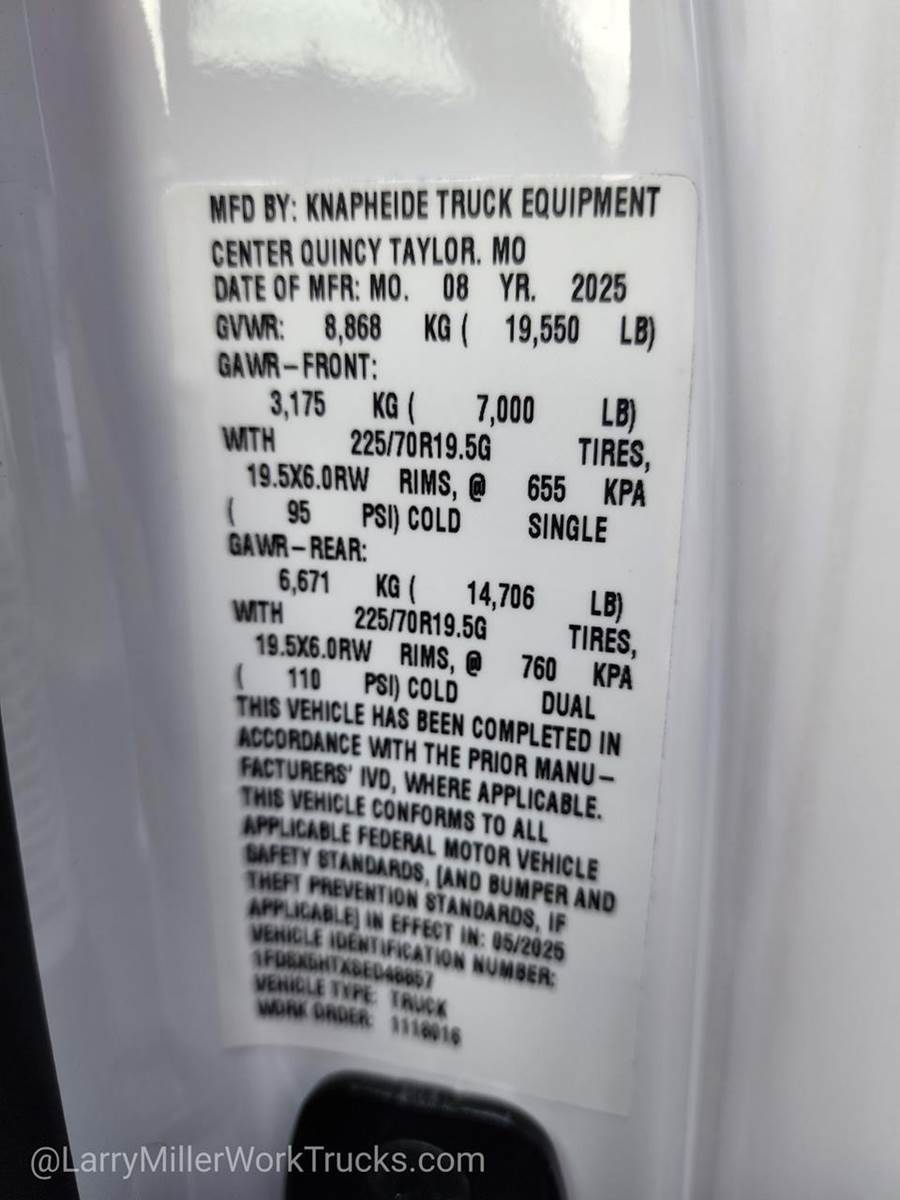 MFD BY: KNAPHEIDE TRUCK EQUIPMENT
CENTER QUINCY TAYLOR. MO
DATE OF MFR: MO. 08 YR. 2025
GVWR: 8,868 KG ( 19,550 LB)
GAWR-FRONT:
3,175 KG ( 7,000 LB)
WITH 225/70R19.5G TIRES,
19.5X6.0RW RIMS, @ 655 KPA
( 95 PSI) COLD SINGLE
GAWR-REAR:
6,671 KG ( 14,706 LB)
WITH 225/70R19.5G TIRES,
19.5X6.0RW RIMS, @ 760 KPA
( 110 PSI) COLD DUAL
THIS VEHICLE HAS BEEN COMPLETED IN
ACCORDANCE WITH THE PRIOR MANU-
FACTURERS' IVD, WHERE APPLICABLE.
THIS VEHICLE CONFORMS TO ALL
APPLICABLE FEDERAL MOTOR VEHICLE
SAFETY STANDARDS, [AND BUMPER AND
THEFT PREVENTION STANDARDS, IF
APPLICABLE] IN EFFECT IN: 05/2025
VEHICLE IDENTIFICATION NUMBER:
VEHICLE TYPE: TRUCK
WORK ORDER:
@LarryMillerWorkTrucks.com